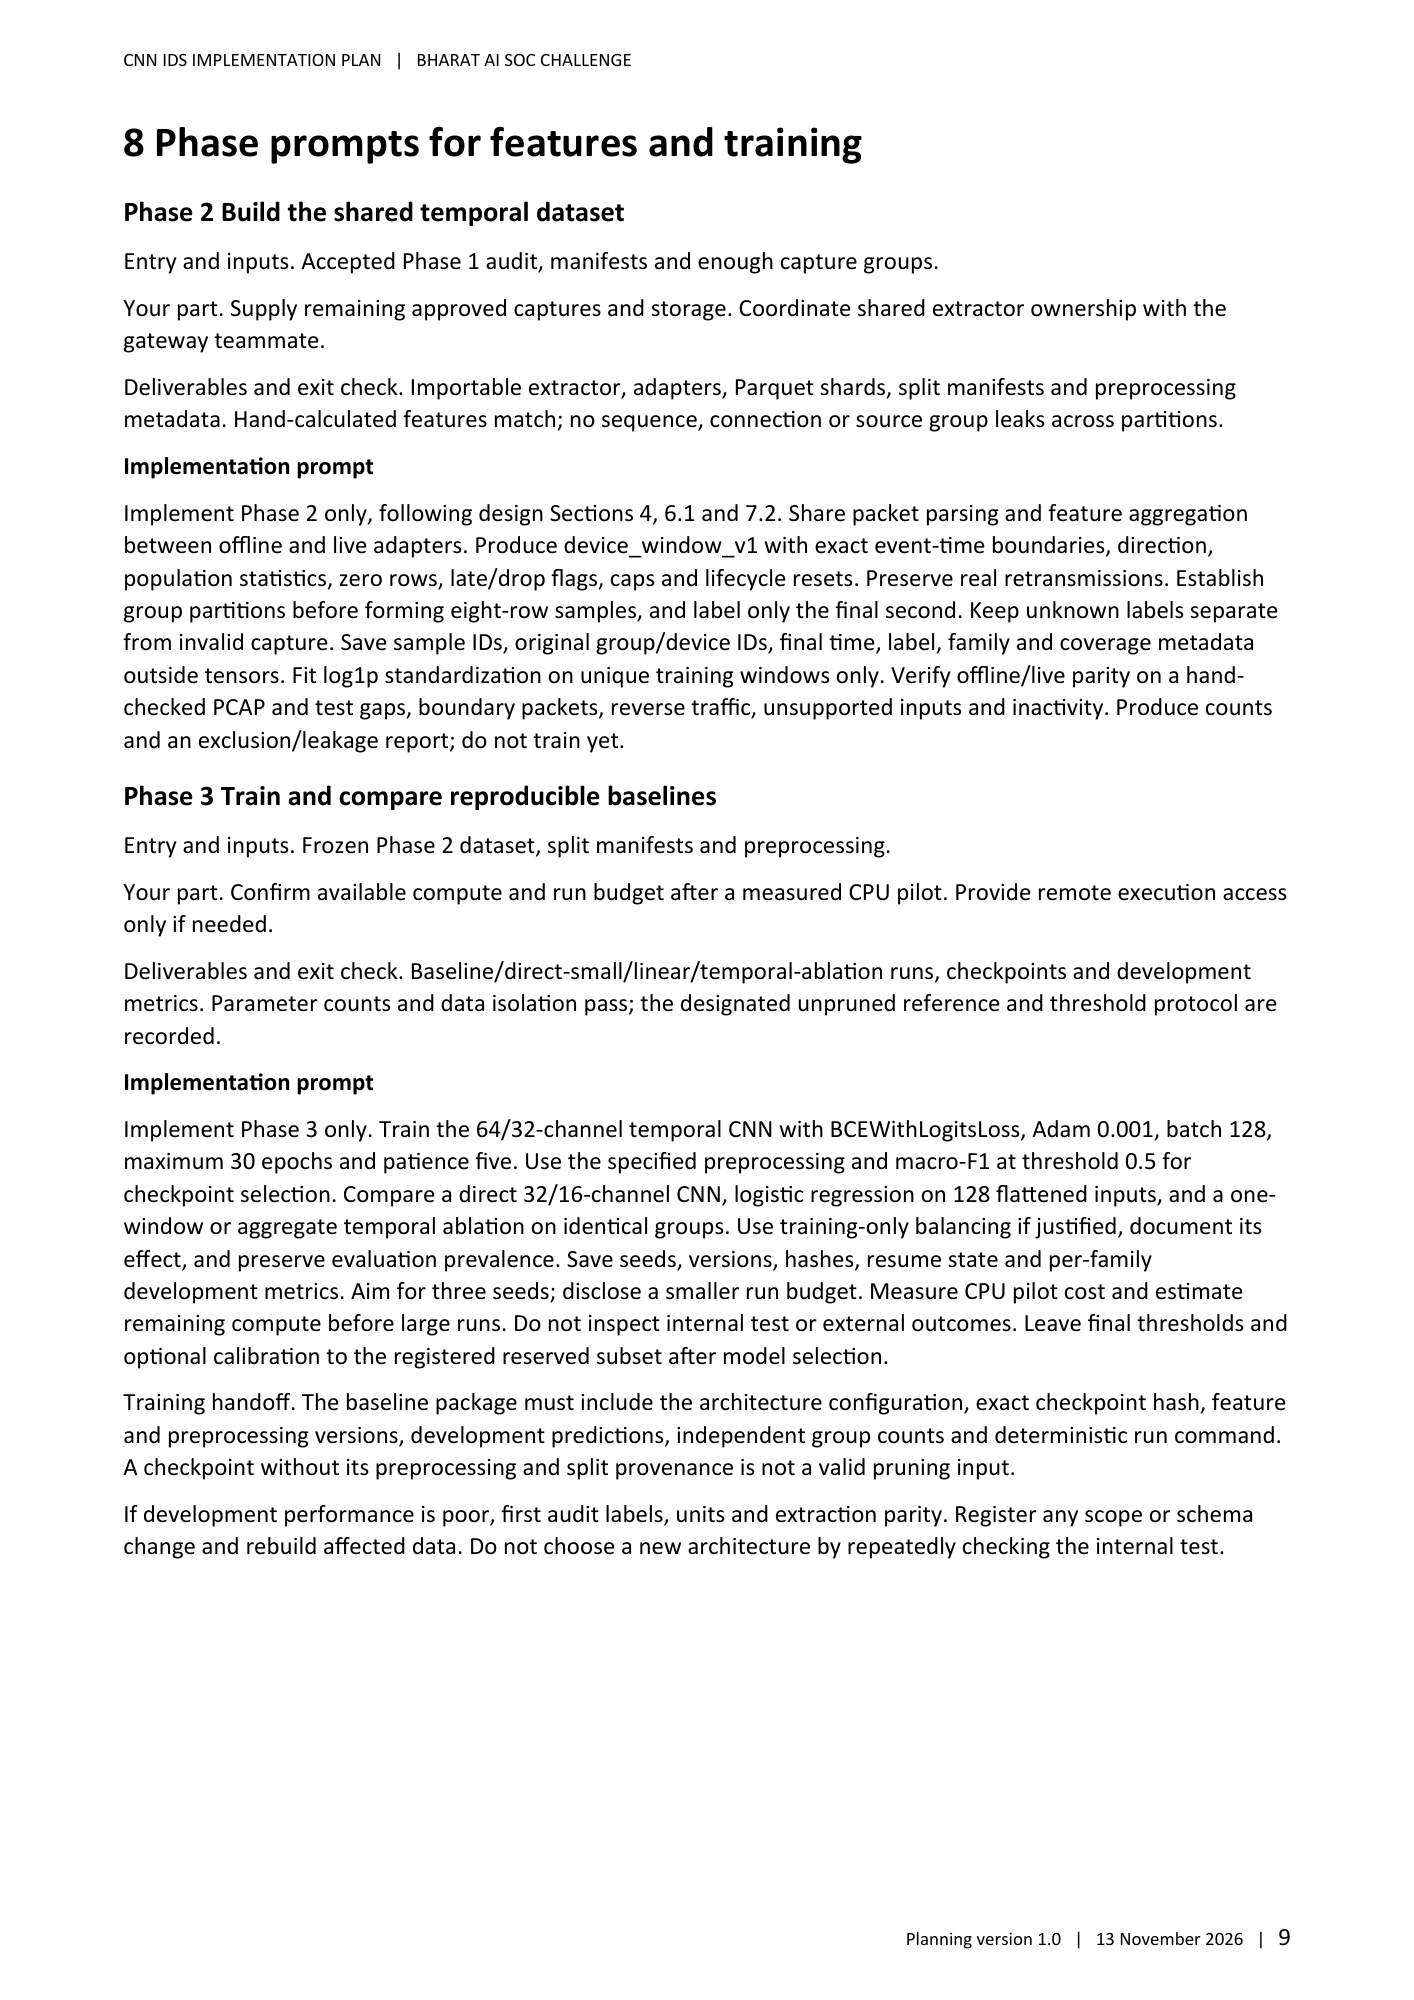 CNN IDS IMPLEMENTATION PLAN | BHARAT AI SOC CHALLENGE
8 Phase prompts for features and training
Phase 2 Build the shared temporal dataset
Entry and inputs. Accepted Phase 1 audit, manifests and enough capture groups.
Your part. Supply remaining approved captures and storage. Coordinate shared extractor ownership with the
gateway teammate.
Deliverables and exit check. Importable extractor, adapters, Parquet shards, split manifests and preprocessing
metadata. Hand-calculated features match; no sequence, connection or source group leaks across partitions.
Implementation prompt
Implement Phase 2 only, following design Sections 4, 6.1 and 7.2. Share packet parsing and feature aggregation
between offline and live adapters. Produce device_window_v1 with exact event-time boundaries, direction,
population statistics, zero rows, late/drop flags, caps and lifecycle resets. Preserve real retransmissions. Establish
group partitions before forming eight-row samples, and label only the final second. Keep unknown labels separate
from invalid capture. Save sample IDs, original group/device IDs, final time, label, family and coverage metadata
outside tensors. Fit log1p standardization on unique training windows only. Verify offline/live parity on a hand-
checked PCAP and test gaps, boundary packets, reverse traffic, unsupported inputs and inactivity. Produce counts
and an exclusion/leakage report; do not train yet.
Phase 3 Train and compare reproducible baselines
Entry and inputs. Frozen Phase 2 dataset, split manifests and preprocessing.
Your part. Confirm available compute and run budget after a measured CPU pilot. Provide remote execution access
only if needed.
Deliverables and exit check. Baseline/direct-small/linear/temporal-ablation runs, checkpoints and development
metrics. Parameter counts and data isolation pass; the designated unpruned reference and threshold protocol are
recorded.
Implementation prompt
Implement Phase 3 only. Train the 64/32-channel temporal CNN with BCEWithLogitsLoss, Adam 0.001, batch 128,
maximum 30 epochs and patience five. Use the specified preprocessing and macro-F1 at threshold 0.5 for
checkpoint selection. Compare a direct 32/16-channel CNN, logistic regression on 128 flattened inputs, and a one-
window or aggregate temporal ablation on identical groups. Use training-only balancing if justified, document its
effect, and preserve evaluation prevalence. Save seeds, versions, hashes, resume state and per-family
development metrics. Aim for three seeds; disclose a smaller run budget. Measure CPU pilot cost and estimate
remaining compute before large runs. Do not inspect internal test or external outcomes. Leave final thresholds and
optional calibration to the registered reserved subset after model selection.
Training handoff. The baseline package must include the architecture configuration, exact checkpoint hash, feature
and preprocessing versions, development predictions, independent group counts and deterministic run command.
A checkpoint without its preprocessing and split provenance is not a valid pruning input.
If development performance is poor, first audit labels, units and extraction parity. Register any scope or schema
change and rebuild affected data. Do not choose a new architecture by repeatedly checking the internal test.
Planning version 1.0 | 13 November 2026 | 9